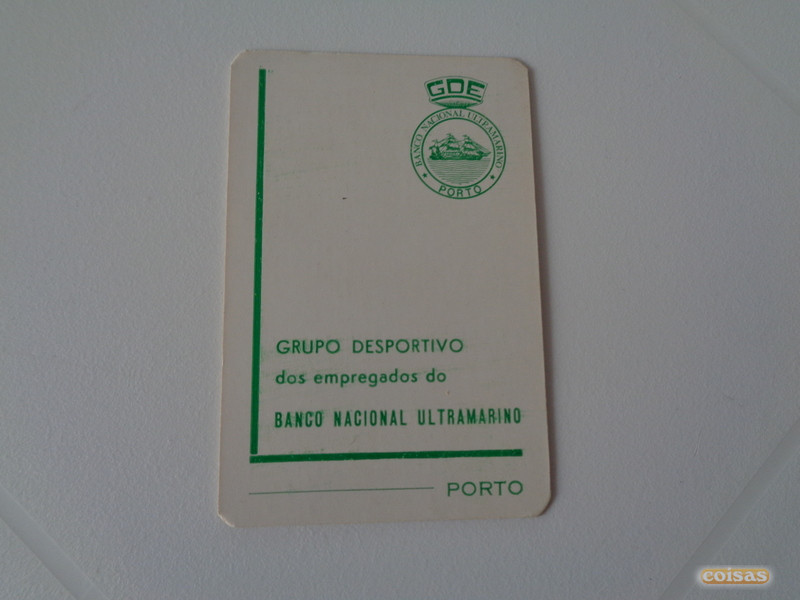 GDE
BANCO NACIONAL ULTRAMARINO
PORTO
GRUPO DESPORTIVO
dos empregados do
BANCO NACIONAL ULTRAMARINO
PORTO
coisas